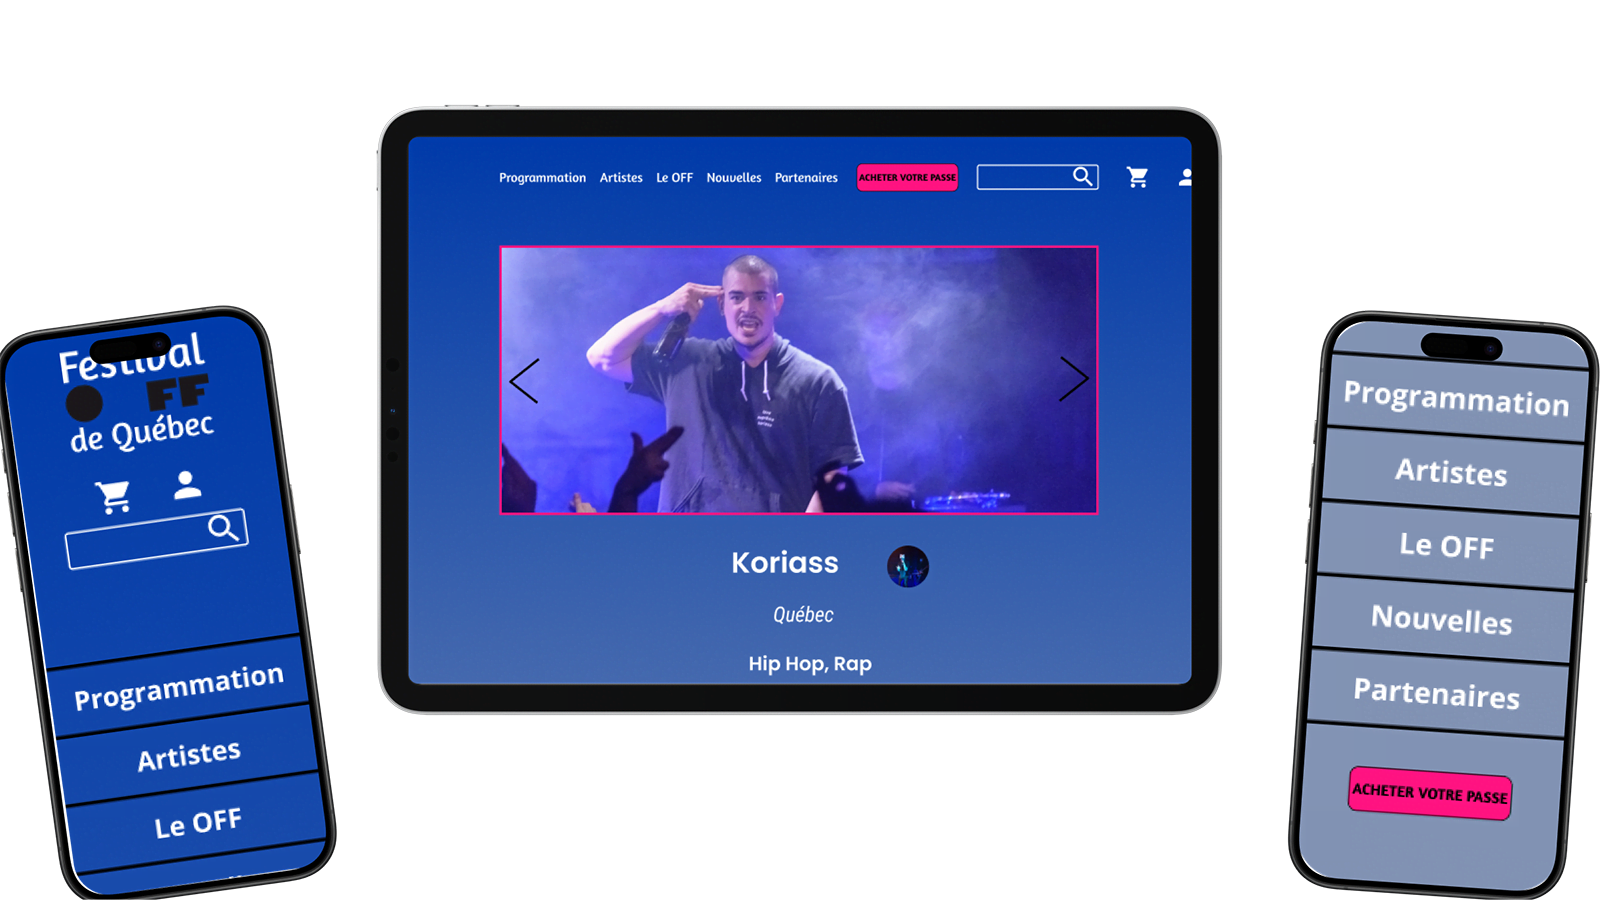 Festival
OFF
de Québec
Programmation
Artistes
Le OFF
Programmation Artistes Le OFF Nouvelles Partenaires ACHETER VOTRE PASSE
Koriass
Québec
Hip Hop, Rap
Programmation
Artistes
Le OFF
Nouvelles
Partenaires
ACHETER VOTRE PASSE